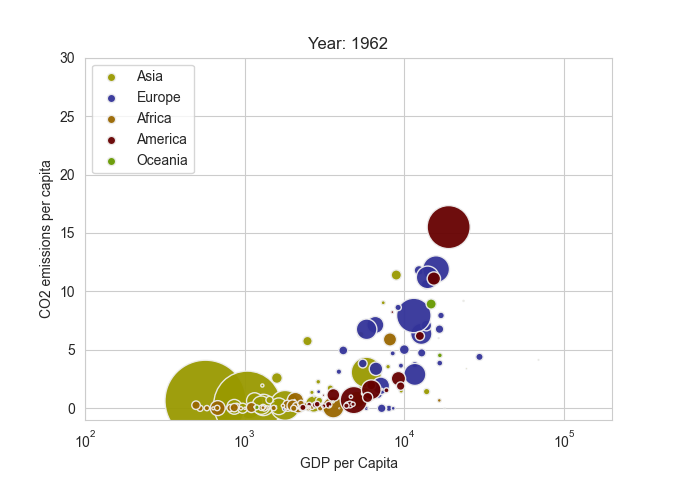 Year: 1962
30
25
20
15
10
5
0
CO2 emissions per capita
Asia
Europe
Africa
America
Oceania
10²
10³
10⁴
10⁵
GDP per Capita